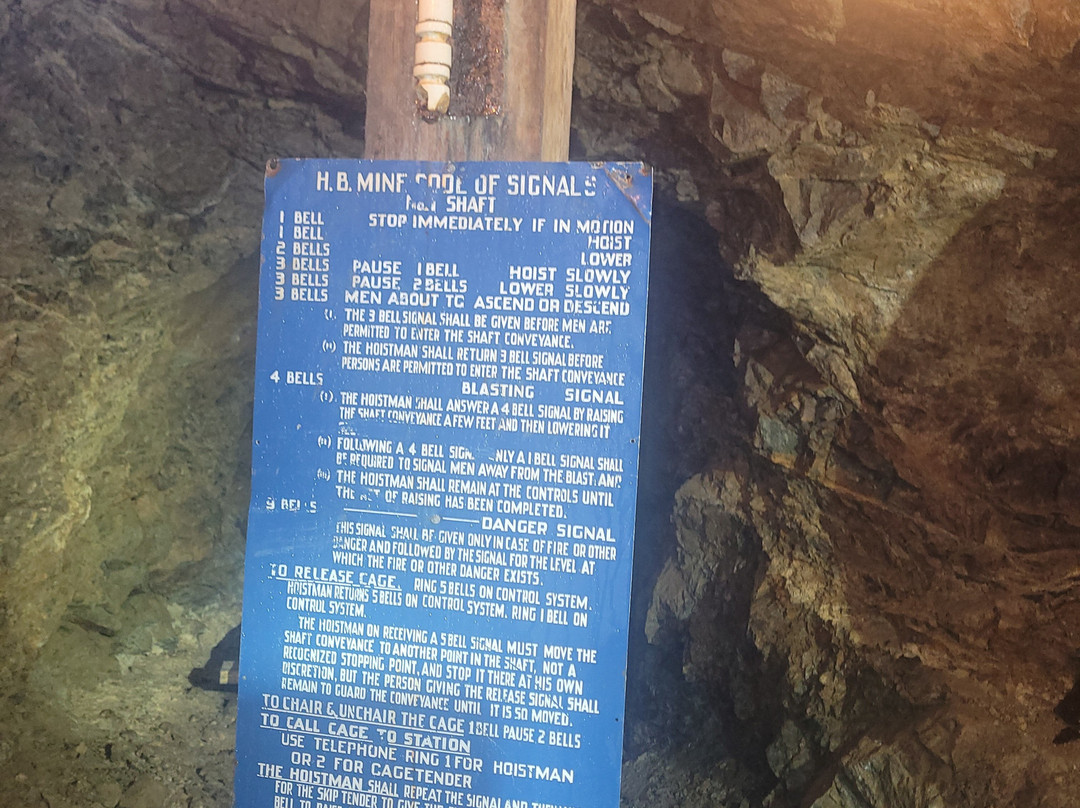 H.B. MINE CODE OF SIGNALS
No.1 SHAFT
1 BELL STOP IMMEDIATELY IF IN MOTION
1 BELL HOIST
2 BELLS LOWER
3 BELLS PAUSE 1 BELL HOIST SLOWLY
3 BELLS PAUSE 2 BELLS LOWER SLOWLY
3 BELLS MEN ABOUT TO ASCEND OR DESCEND
(I) THE 3 BELL SIGNAL SHALL BE GIVEN BEFORE MEN ARE
PERMITTED TO ENTER THE SHAFT CONVEYANCE.
(II) THE HOISTMAN SHALL RETURN 3 BELL SIGNAL BEFORE
PERSONS ARE PERMITTED TO ENTER THE SHAFT CONVEYANCE
4 BELLS BLASTING SIGNAL
(I) THE HOISTMAN SHALL ANSWER A 4 BELL SIGNAL BY RAISING
THE SHAFT CONVEYANCE A FEW FEET AND THEN LOWERING IT
(II) FOLLOWING A 4 BELL SIGNAL ONLY A 1 BELL SIGNAL SHALL
BE REQUIRED TO SIGNAL MEN AWAY FROM THE BLAST, AND
(III) THE HOISTMAN SHALL REMAIN AT THE CONTROLS UNTIL
THE ACT OF RAISING HAS BEEN COMPLETED.
9 BELLS DANGER SIGNAL
THIS SIGNAL SHALL BE GIVEN ONLY IN CASE OF FIRE OR OTHER
DANGER AND FOLLOWED BY THE SIGNAL FOR THE LEVEL AT
WHICH THE FIRE OR OTHER DANGER EXISTS.
TO RELEASE CAGE. RING 5 BELLS ON CONTROL SYSTEM.
HOISTMAN RETURNS 5 BELLS ON CONTROL SYSTEM. RING 1 BELL ON
CONTROL SYSTEM.
THE HOISTMAN ON RECEIVING A 5 BELL SIGNAL MUST MOVE THE
SHAFT CONVEYANCE TO ANOTHER POINT IN THE SHAFT, NOT A
RECOGNIZED STOPPING POINT, AND STOP IT THERE AT HIS OWN
DISCRETION, BUT THE PERSON GIVING THE RELEASE SIGNAL SHALL
REMAIN TO GUARD THE CONVEYANCE UNTIL IT IS SO MOVED.
TO CHAIR & UNCHAIR THE CAGE 1 BELL PAUSE 2 BELLS
TO CALL CAGE TO STATION
USE TELEPHONE RING 1 FOR HOISTMAN
OR 2 FOR CAGETENDER
THE HOISTMAN SHALL REPEAT THE SIGNAL AND THEN
FOR THE SKIP TENDER TO GIVE THE
BELL TO